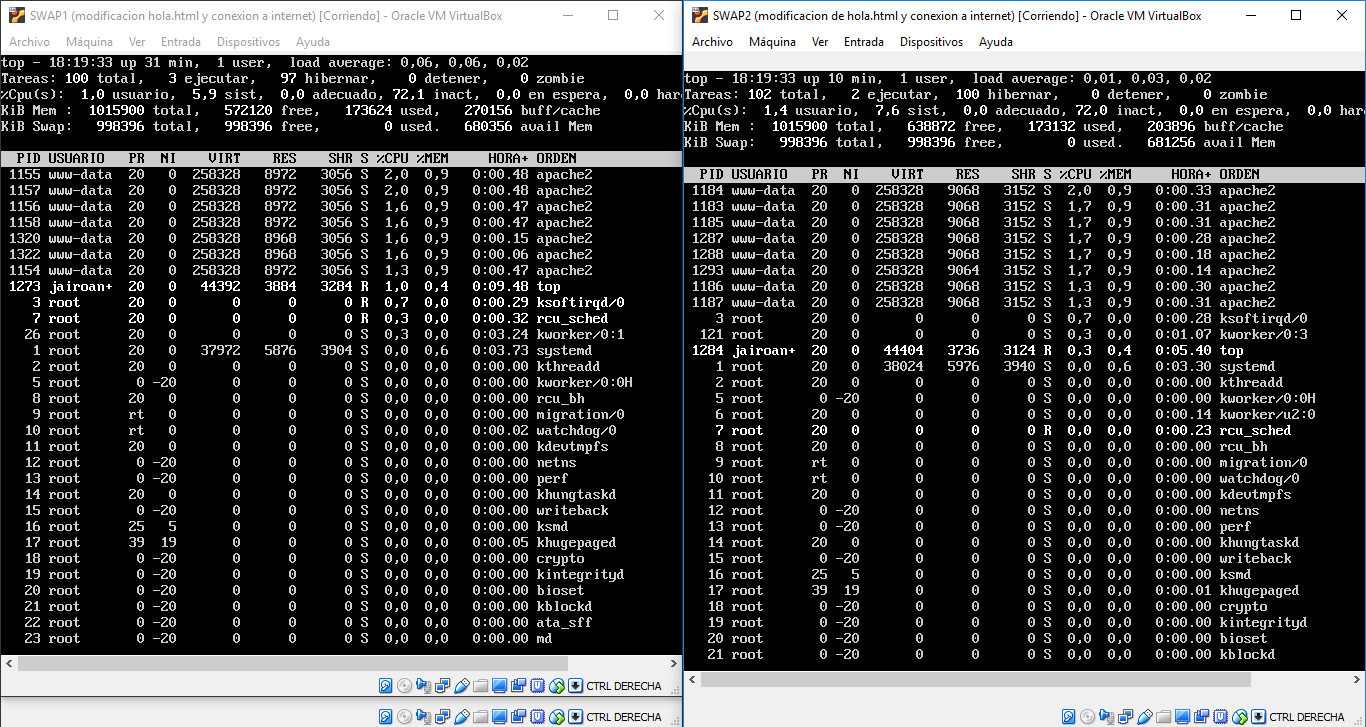 SWAP1 (modificacion hola.html y conexion a internet) [Corriendo] - Oracle VM VirtualBox
Archivo Máquina Ver Entrada Dispositivos Ayuda
top - 18:19:33 up 31 min, 1 user, load average: 0,06, 0,06, 0,02
Tareas: 100 total, 3 ejecutar, 97 hibernar, 0 detener, 0 zombie
%Cpu(s): 1,0 usuario, 5,9 sist, 0,0 adecuado, 72,1 inact, 0,0 en espera, 0,0 hard
KiB Mem : 1015900 total, 572120 free, 173624 used, 270156 buff/cache
KiB Swap: 998396 total, 998396 free, 0 used. 680356 avail Mem
PID USUARIO PR NI VIRT RES SHR S %CPU %MEM HORA+ ORDEN
1155 www-data 20 0 258328 8972 3056 S 2,0 0,9 0:00.48 apache2
1157 www-data 20 0 258328 8972 3056 S 2,0 0,9 0:00.48 apache2
1156 www-data 20 0 258328 8972 3056 S 1,6 0,9 0:00.47 apache2
1158 www-data 20 0 258328 8972 3056 S 1,6 0,9 0:00.47 apache2
1320 www-data 20 0 258328 8968 3056 S 1,6 0,9 0:00.15 apache2
1322 www-data 20 0 258328 8968 3056 S 1,6 0,9 0:00.06 apache2
1154 www-data 20 0 258328 8972 3056 S 1,3 0,9 0:00.47 apache2
1273 jairoan+ 20 0 44392 3884 3284 R 1,0 0,4 0:09.48 top
3 root 20 0 0 0 0 R 0,7 0,0 0:00.29 ksoftirqd/0
7 root 20 0 0 0 0 R 0,3 0,0 0:00.32 rcu_sched
26 root 20 0 0 0 0 S 0,3 0,0 0:03.24 kworker/0:1
1 root 20 0 37972 5876 3904 S 0,0 0,6 0:03.73 systemd
2 root 20 0 0 0 0 S 0,0 0,0 0:00.00 kthreadd
5 root 0 -20 0 0 0 S 0,0 0,0 0:00.00 kworker/0:0H
8 root 20 0 0 0 0 S 0,0 0,0 0:00.00 rcu_bh
9 root rt 0 0 0 0 S 0,0 0,0 0:00.00 migration/0
10 root rt 0 0 0 0 S 0,0 0,0 0:00.02 watchdog/0
11 root 20 0 0 0 0 S 0,0 0,0 0:00.00 kdevtmpfs
12 root 0 -20 0 0 0 S 0,0 0,0 0:00.00 netns
13 root 0 -20 0 0 0 S 0,0 0,0 0:00.00 perf
14 root 20 0 0 0 0 S 0,0 0,0 0:00.00 khungtaskd
15 root 0 -20 0 0 0 S 0,0 0,0 0:00.00 writeback
16 root 25 5 0 0 0 S 0,0 0,0 0:00.00 ksmd
17 root 39 19 0 0 0 S 0,0 0,0 0:00.05 khugepaged
18 root 0 -20 0 0 0 S 0,0 0,0 0:00.00 crypto
19 root 0 -20 0 0 0 S 0,0 0,0 0:00.00 kintegrityd
20 root 0 -20 0 0 0 S 0,0 0,0 0:00.00 bioset
21 root 0 -20 0 0 0 S 0,0 0,0 0:00.00 kblockd
22 root 0 -20 0 0 0 S 0,0 0,0 0:00.00 ata_sff
23 root 0 -20 0 0 0 S 0,0 0,0 0:00.00 md
CTRL DERECHA
CTRL DERECHA
SWAP2 (modificacion de hola.html y conexion a internet) [Corriendo] - Oracle VM VirtualBox
Archivo Máquina Ver Entrada Dispositivos Ayuda
top - 18:19:33 up 10 min, 1 user, load average: 0,01, 0,03, 0,02
Tareas: 102 total, 2 ejecutar, 100 hibernar, 0 detener, 0 zombie
%Cpu(s): 1,4 usuario, 7,6 sist, 0,0 adecuado, 72,0 inact, 0,0 en espera, 0,0 hard
KiB Mem : 1015900 total, 638872 free, 173132 used, 203896 buff/cache
KiB Swap: 998396 total, 998396 free, 0 used. 681256 avail Mem
PID USUARIO PR NI VIRT RES SHR S %CPU %MEM HORA+ ORDEN
1184 www-data 20 0 258328 9068 3152 S 2,0 0,9 0:00.33 apache2
1183 www-data 20 0 258328 9068 3152 S 1,7 0,9 0:00.31 apache2
1185 www-data 20 0 258328 9068 3152 S 1,7 0,9 0:00.31 apache2
1287 www-data 20 0 258328 9068 3152 S 1,7 0,9 0:00.28 apache2
1288 www-data 20 0 258328 9068 3152 S 1,7 0,9 0:00.18 apache2
1293 www-data 20 0 258328 9064 3152 S 1,7 0,9 0:00.14 apache2
1186 www-data 20 0 258328 9068 3152 S 1,3 0,9 0:00.30 apache2
1187 www-data 20 0 258328 9068 3152 S 1,3 0,9 0:00.31 apache2
3 root 20 0 0 0 0 S 0,7 0,0 0:00.28 ksoftirqd/0
121 root 20 0 0 0 0 S 0,3 0,0 0:01.07 kworker/0:3
1284 jairoan+ 20 0 44404 3736 3124 R 0,3 0,4 0:05.40 top
1 root 20 0 38024 5976 3940 S 0,0 0,6 0:03.30 systemd
2 root 20 0 0 0 0 S 0,0 0,0 0:00.00 kthreadd
5 root 0 -20 0 0 0 S 0,0 0,0 0:00.00 kworker/0:0H
6 root 20 0 0 0 0 S 0,0 0,0 0:00.14 kworker/u2:0
7 root 20 0 0 0 0 R 0,0 0,0 0:00.23 rcu_sched
8 root 20 0 0 0 0 S 0,0 0,0 0:00.00 rcu_bh
9 root rt 0 0 0 0 S 0,0 0,0 0:00.00 migration/0
10 root rt 0 0 0 0 S 0,0 0,0 0:00.00 watchdog/0
11 root 20 0 0 0 0 S 0,0 0,0 0:00.00 kdevtmpfs
12 root 0 -20 0 0 0 S 0,0 0,0 0:00.00 netns
13 root 0 -20 0 0 0 S 0,0 0,0 0:00.00 perf
14 root 20 0 0 0 0 S 0,0 0,0 0:00.00 khungtaskd
15 root 0 -20 0 0 0 S 0,0 0,0 0:00.00 writeback
16 root 25 5 0 0 0 S 0,0 0,0 0:00.00 ksmd
17 root 39 19 0 0 0 S 0,0 0,0 0:00.01 khugepaged
18 root 0 -20 0 0 0 S 0,0 0,0 0:00.00 crypto
19 root 0 -20 0 0 0 S 0,0 0,0 0:00.00 kintegrityd
20 root 0 -20 0 0 0 S 0,0 0,0 0:00.00 bioset
21 root 0 -20 0 0 0 S 0,0 0,0 0:00.00 kblockd
CTRL DERECHA